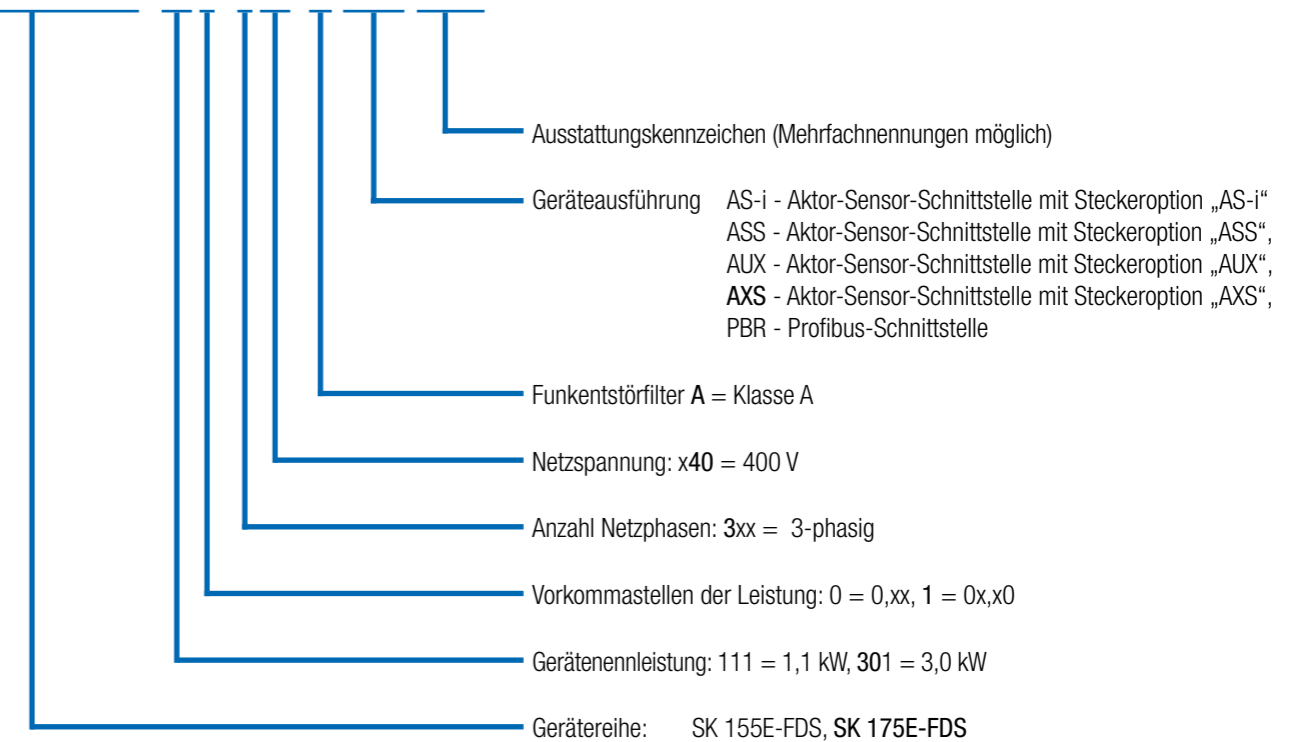 Ausstattungskennzeichen (Mehrfachnennungen möglich)
Geräteausführung AS-i - Aktor-Sensor-Schnittstelle mit Steckeroption „AS-i“
ASS - Aktor-Sensor-Schnittstelle mit Steckeroption „ASS“,
AUX - Aktor-Sensor-Schnittstelle mit Steckeroption „AUX“,
AXS - Aktor-Sensor-Schnittstelle mit Steckeroption „AXS“,
PBR - Profibus-Schnittstelle
Funkentstörfilter A = Klasse A
Netzspannung: x40 = 400 V
Anzahl Netzphasen: 3xx = 3-phasig
Vorkommastellen der Leistung: 0 = 0,xx, 1 = 0x,x0
Gerätenennleistung: 111 = 1,1 kW, 301 = 3,0 kW
Gerätereihe: SK 155E-FDS, SK 175E-FDS